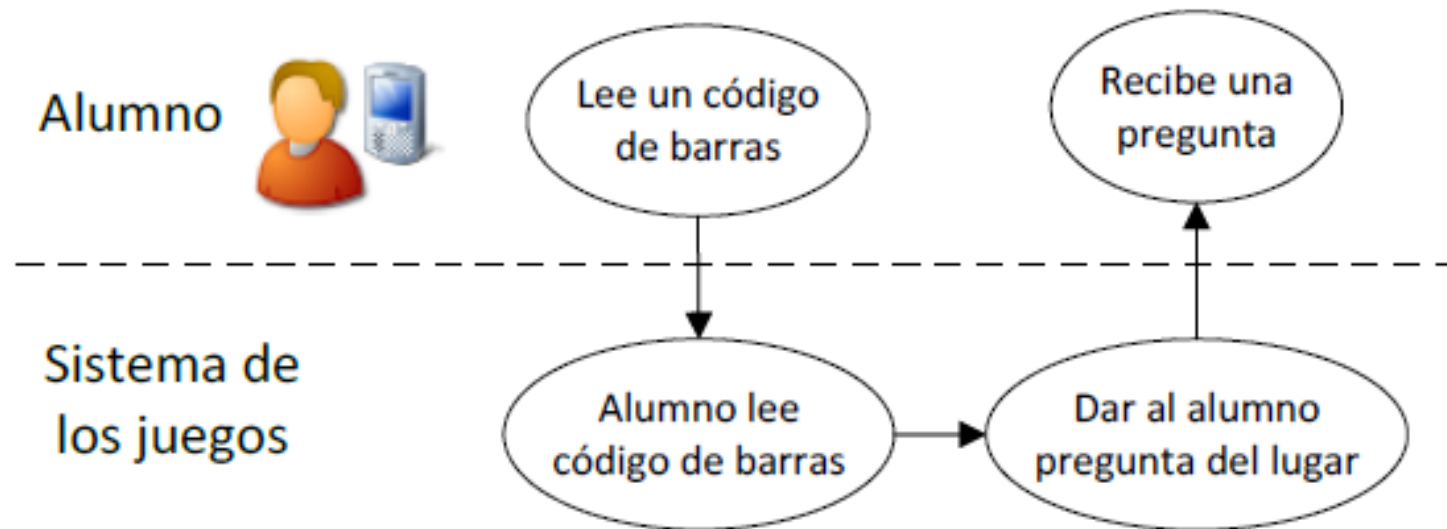 Alumno
Lee un código
de barras
Recibe una
pregunta
Sistema de
los juegos
Alumno lee
código de barras
Dar al alumno
pregunta del lugar